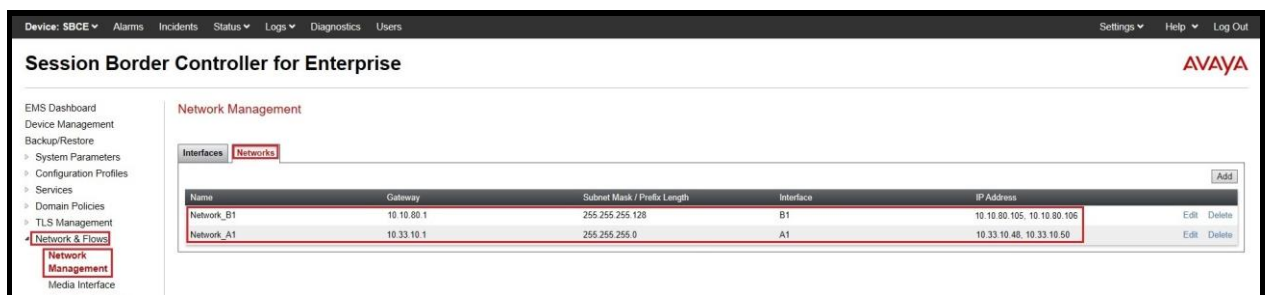 Device: SBCE Alarms Incidents Status Logs Diagnostics Users Settings Help Log Out
Session Border Controller for Enterprise AVAYA
EMS Dashboard
Device Management
Backup/Restore
System Parameters
Configuration Profiles
Services
Domain Policies
TLS Management
Network & Flows
Network
Management
Media Interface
Network Management
Interfaces Networks
Add
Name Gateway Subnet Mask / Prefix Length Interface IP Address
Network_B1 10.10.80.1 255.255.255.128 B1 10.10.80.105, 10.10.80.106 Edit Delete
Network_A1 10.33.10.1 255.255.255.0 A1 10.33.10.48, 10.33.10.50 Edit Delete